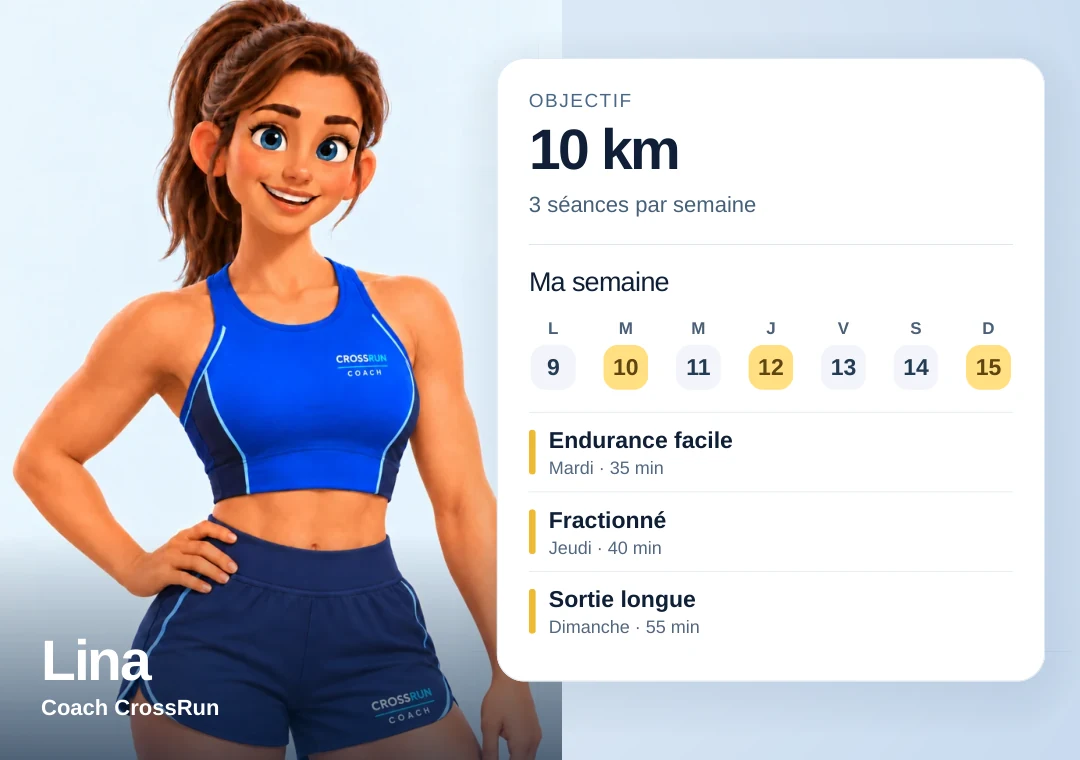 CROSSRUN
COACH
CROSSRUN
COACH
Lina
Coach CrossRun
OBJECTIF
10 km
3 séances par semaine
Ma semaine
L M M J V S D
9 10 11 12 13 14 15
Endurance facile
Mardi · 35 min
Fractionné
Jeudi · 40 min
Sortie longue
Dimanche · 55 min